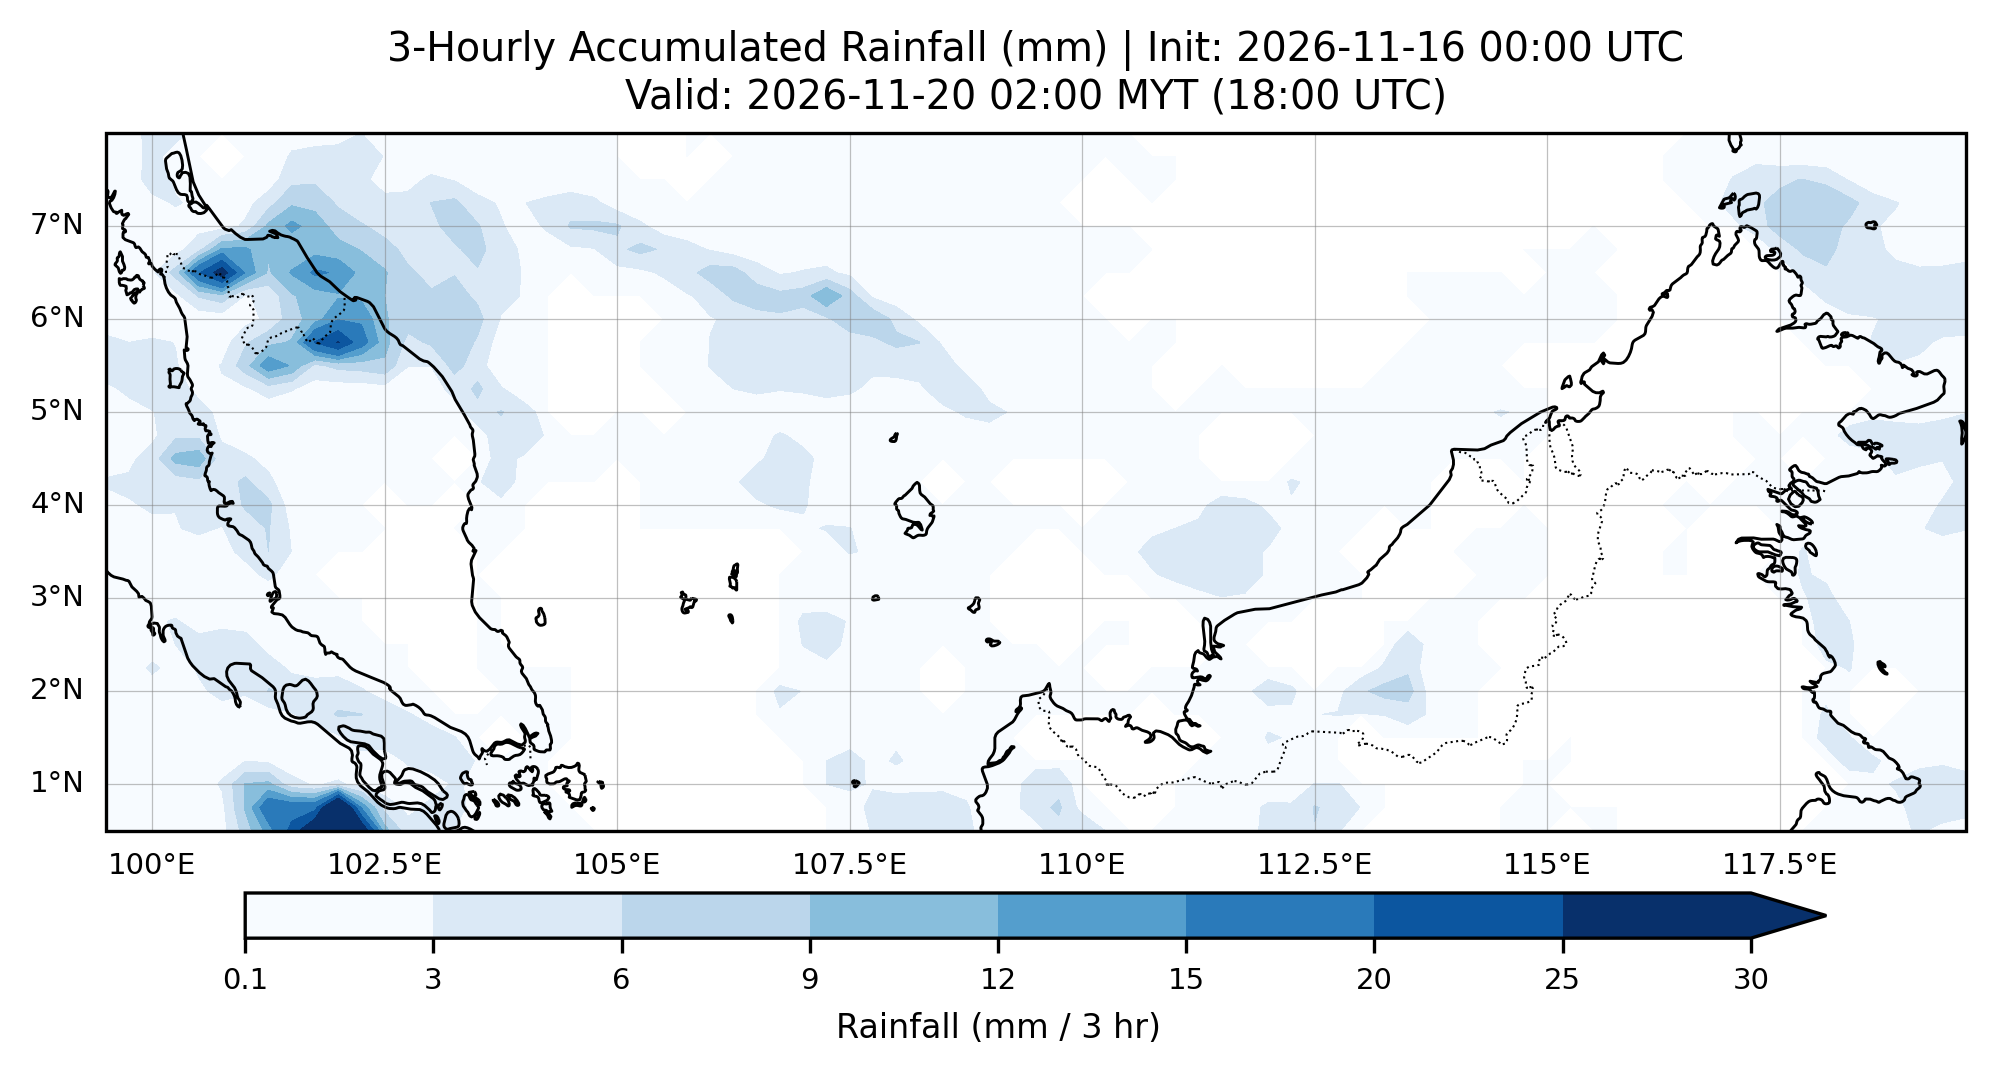 3-Hourly Accumulated Rainfall (mm) | Init: 2026-11-16 00:00 UTC
Valid: 2026-11-20 02:00 MYT (18:00 UTC)
7°N
6°N
5°N
4°N
3°N
2°N
1°N
100°E 102.5°E 105°E 107.5°E 110°E 112.5°E 115°E 117.5°E
0.1 3 6 9 12 15 20 25 30
Rainfall (mm / 3 hr)